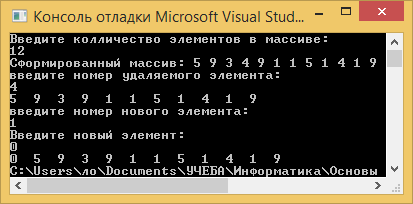 Консоль отладки Microsoft Visual Stud...
Введите колличество элементов в массиве:
12
Сформированный массив: 5 9 3 4 9 1 1 5 1 4 1 9
введите номер удаляемого элемента:
4
5 9 3 9 1 1 5 1 4 1 9
введите номер нового элемента:
1
Введите новый элемент:
0
0 5 9 3 9 1 1 5 1 4 1 9
C:\Users\ло\Documents\УЧЕБА\Информатика\Основы